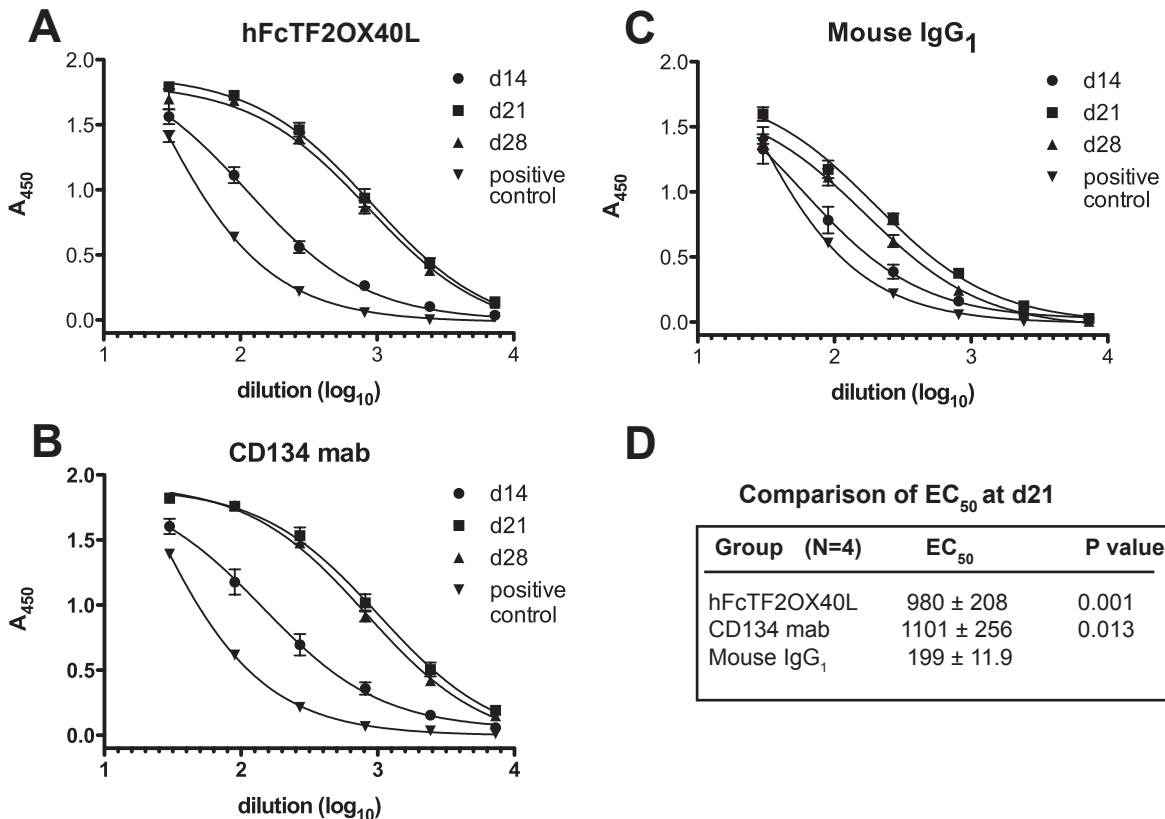 A
hFcTF2OX40L
2.0
1.5
1.0
0.5
0.0
A450
d14
d21
d28
positive
control
1 2 3 4
dilution (log10)
B
CD134 mab
2.0
1.5
1.0
0.5
0.0
A450
d14
d21
d28
positive
control
1 2 3 4
dilution (log10)
C
Mouse IgG1
2.0
1.5
1.0
0.5
0.0
A450
d14
d21
d28
positive
control
1 2 3 4
dilution (log10)
D
Comparison of EC50 at d21
Group (N=4) EC50 P value
hFcTF2OX40L 980 ± 208 0.001
CD134 mab 1101 ± 256 0.013
Mouse IgG1 199 ± 11.9